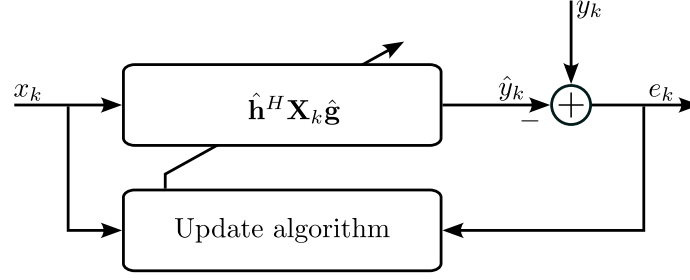 y_k
x_k
ĥ^H X_k ĝ
ŷ_k
e_k
+
−
Update algorithm